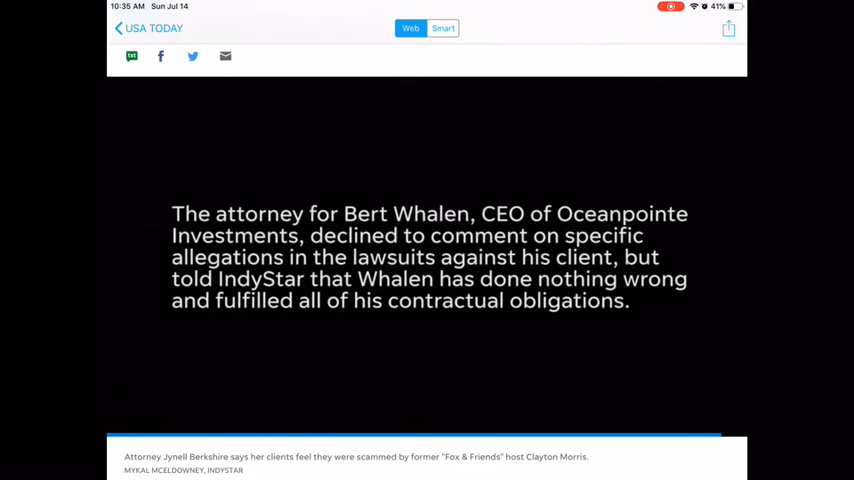 10:35 AM Sun Jul 14
41%
USA TODAY
Web
Smart
txt
The attorney for Bert Whalen, CEO of Oceanpointe
Investments, declined to comment on specific
allegations in the lawsuits against his client, but
told IndyStar that Whalen has done nothing wrong
and fulfilled all of his contractual obligations.
Attorney Jynell Berkshire says her clients feel they were scammed by former "Fox & Friends" host Clayton Morris.
MYKAL MCELDOWNEY, INDYSTAR